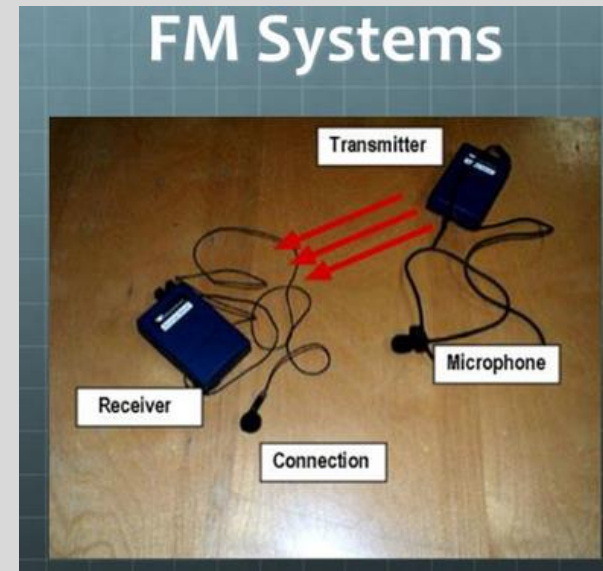 FM Systems
Transmitter
Microphone
Receiver
Connection